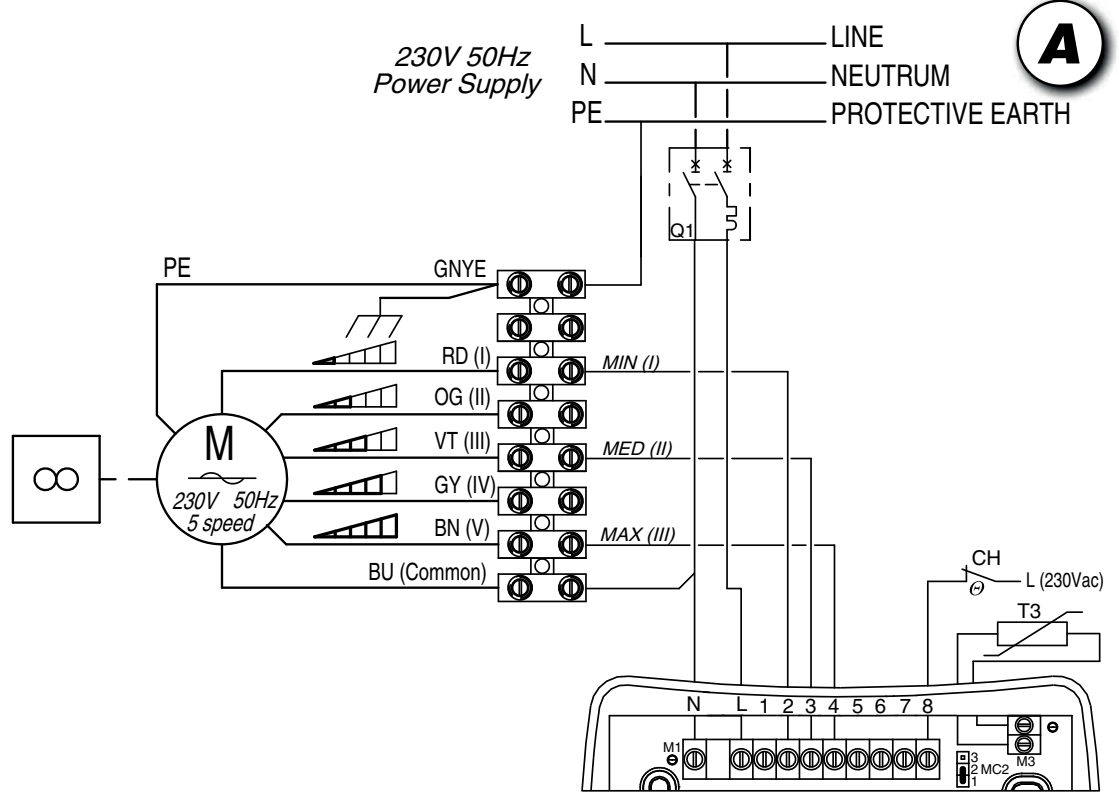 A
230V 50Hz
Power Supply
L LINE
N NEUTRUM
PE PROTECTIVE EARTH
Q1
PE GNYE
RD (I) MIN (I)
OG (II)
VT (III) MED (II)
GY (IV)
BN (V) MAX (III)
BU (Common)
M
230V 50Hz
5 speed
CH
L (230Vac)
T3
N L 1 2 3 4 5 6 7 8
M1
3
2 MC2
1
M3